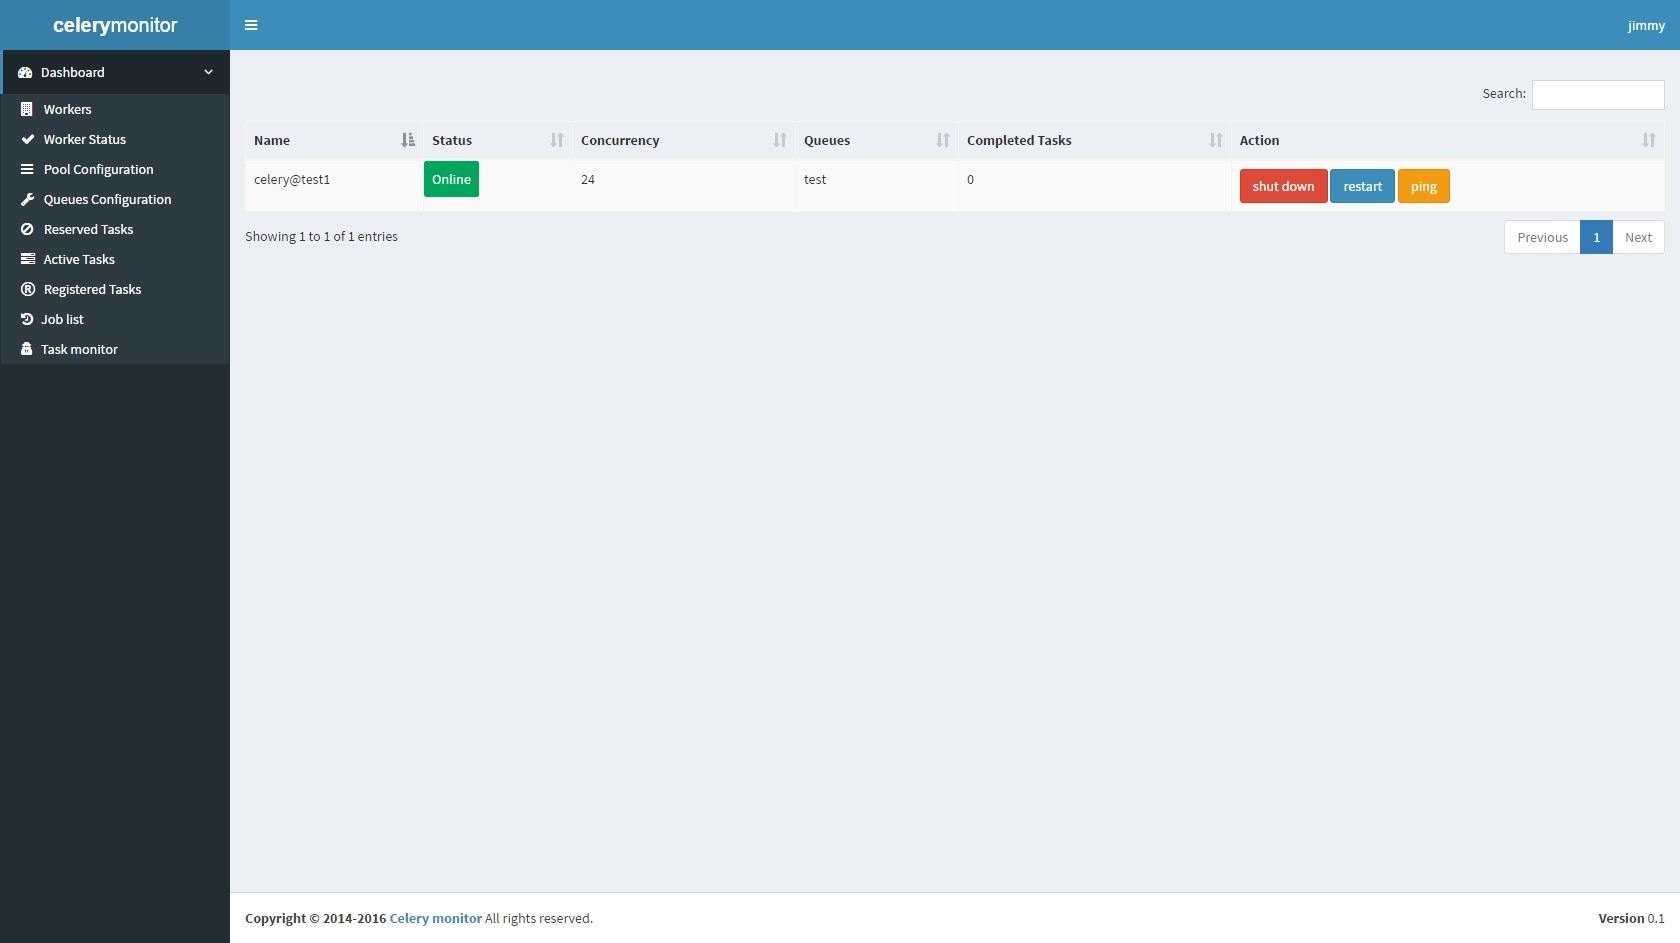 celerymonitor
jimmy
Dashboard
Workers
Worker Status
Pool Configuration
Queues Configuration
Reserved Tasks
Active Tasks
Registered Tasks
Job list
Task monitor
Search:
Name Status Concurrency Queues Completed Tasks Action
celery@test1 Online 24 test 0 shut down restart ping
Showing 1 to 1 of 1 entries
Previous 1 Next
Copyright © 2014-2016 Celery monitor All rights reserved.
Version 0.1